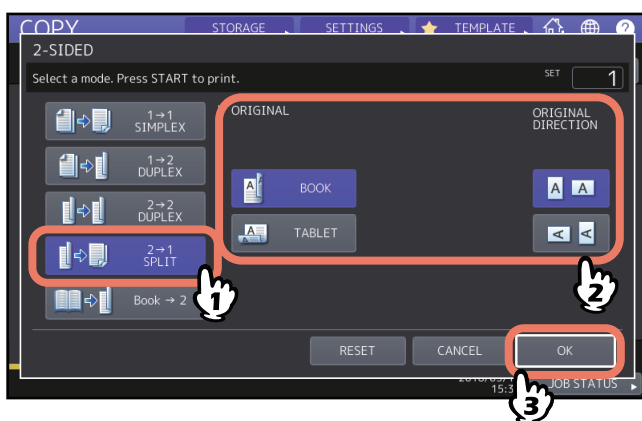 COPY STORAGE SETTINGS TEMPLATE ?
2-SIDED
Select a mode. Press START to print. SET 1
ORIGINAL ORIGINAL
DIRECTION
1→1
SIMPLEX
1→2
DUPLEX
BOOK A A
2→2
DUPLEX
TABLET A A
2→1
SPLIT
1
2
Book → 2
RESET CANCEL OK
15:3 JOB STATUS
3